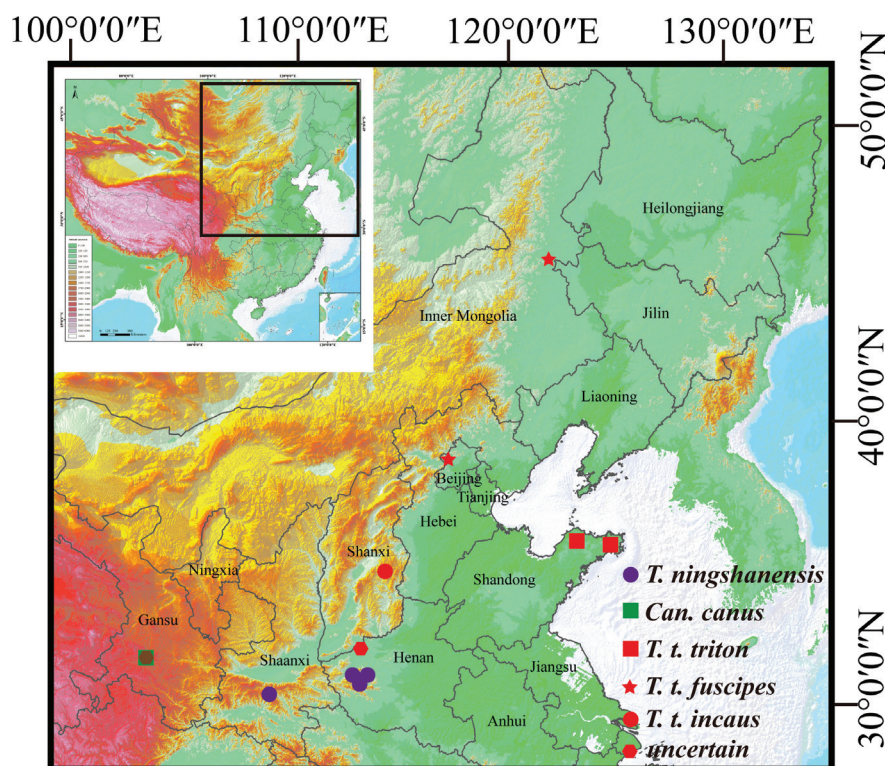 100°0'0"E 110°0'0"E 120°0'0"E 130°0'0"E
50°0'0"N
40°0'0"N
30°0'0"N
Heilongjiang
Inner Mongolia
Jilin
Liaoning
Beijing
Tianjing
Hebei
Shanxi
Ningxia
Shandong
Gansu
Shaanxi
Henan
Jiangsu
Anhui
T. ningshanensis
Can. canus
T. t. triton
T. t. fuscipes
T. t. incaus
uncertain